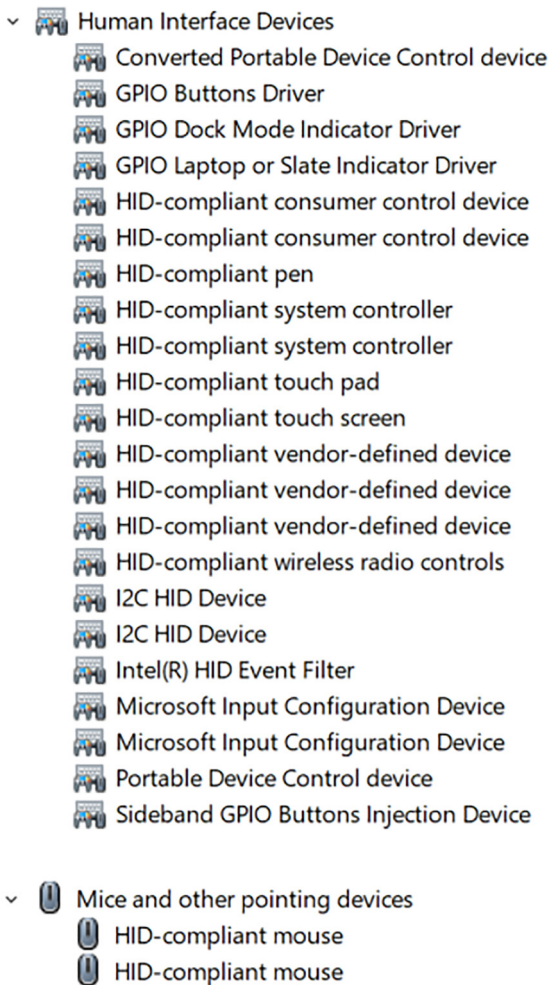 Human Interface Devices
Converted Portable Device Control device
GPIO Buttons Driver
GPIO Dock Mode Indicator Driver
GPIO Laptop or Slate Indicator Driver
HID-compliant consumer control device
HID-compliant consumer control device
HID-compliant pen
HID-compliant system controller
HID-compliant system controller
HID-compliant touch pad
HID-compliant touch screen
HID-compliant vendor-defined device
HID-compliant vendor-defined device
HID-compliant vendor-defined device
HID-compliant wireless radio controls
I2C HID Device
I2C HID Device
Intel(R) HID Event Filter
Microsoft Input Configuration Device
Microsoft Input Configuration Device
Portable Device Control device
Sideband GPIO Buttons Injection Device
Mice and other pointing devices
HID-compliant mouse
HID-compliant mouse